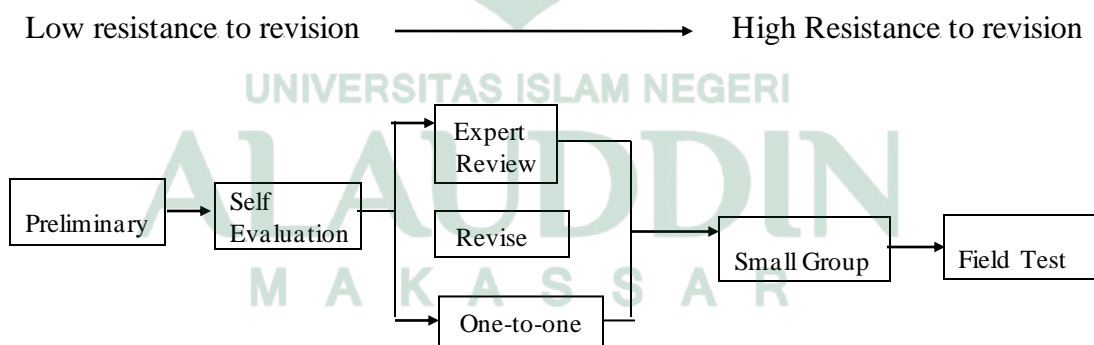 Low resistance to revision
High Resistance to revision
UNIVERSITAS ISLAM NEGERI
ALAUDDIN
MAKASSAR
Preliminary
Self
Evaluation
Expert
Review
Revise
One-to-one
Small Group
Field Test